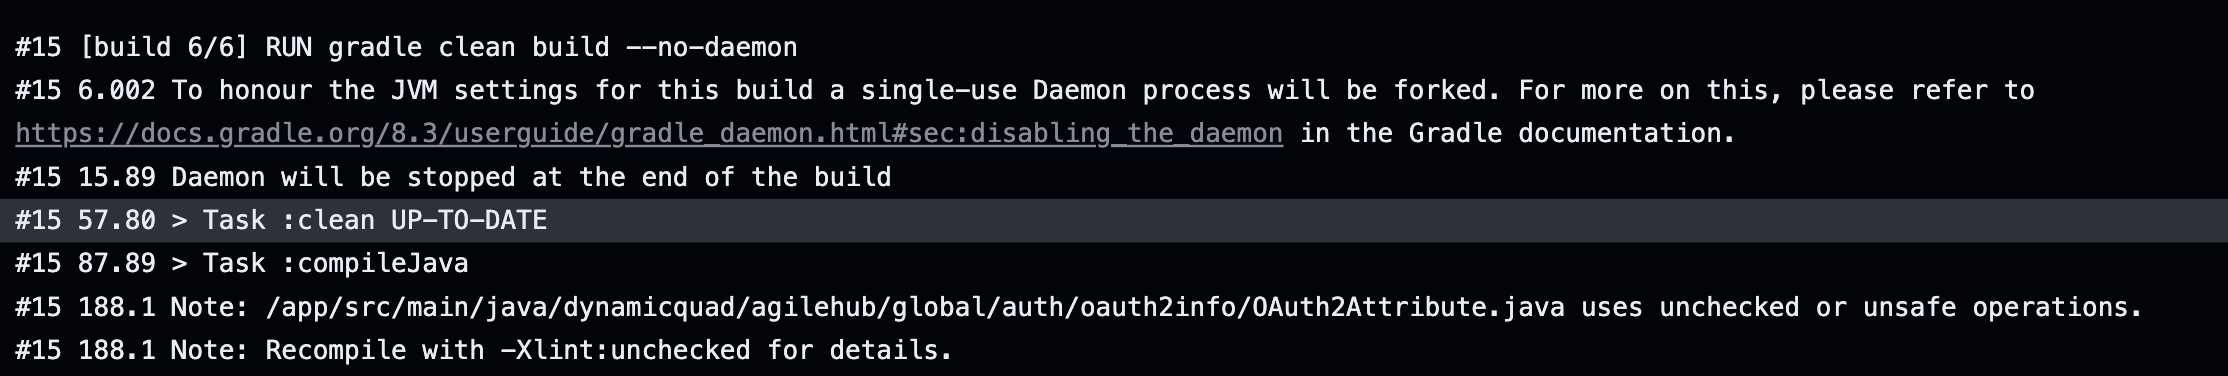 #15 [build 6/6] RUN gradle clean build --no-daemon
#15 6.002 To honour the JVM settings for this build a single-use Daemon process will be forked. For more on this, please refer to
https://docs.gradle.org/8.3/userguide/gradle_daemon.html#sec:disabling_the_daemon in the Gradle documentation.
#15 15.89 Daemon will be stopped at the end of the build
#15 57.80 > Task :clean UP-TO-DATE
#15 87.89 > Task :compileJava
#15 188.1 Note: /app/src/main/java/dynamicquad/agilehub/global/auth/oauth2info/OAuth2Attribute.java uses unchecked or unsafe operations.
#15 188.1 Note: Recompile with -Xlint:unchecked for details.